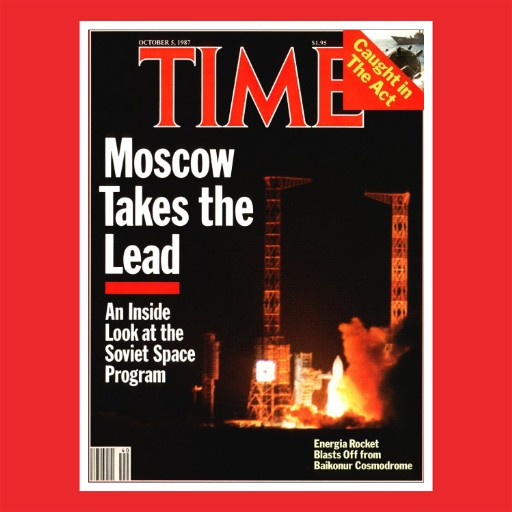 OCTOBER 5, 1987
$1.95
TIME
Caught in
The Act
Moscow
Takes the
Lead
An Inside
Look at the
Soviet Space
Program
Energia Rocket
Blasts Off from
Baikonur Cosmodrome
40